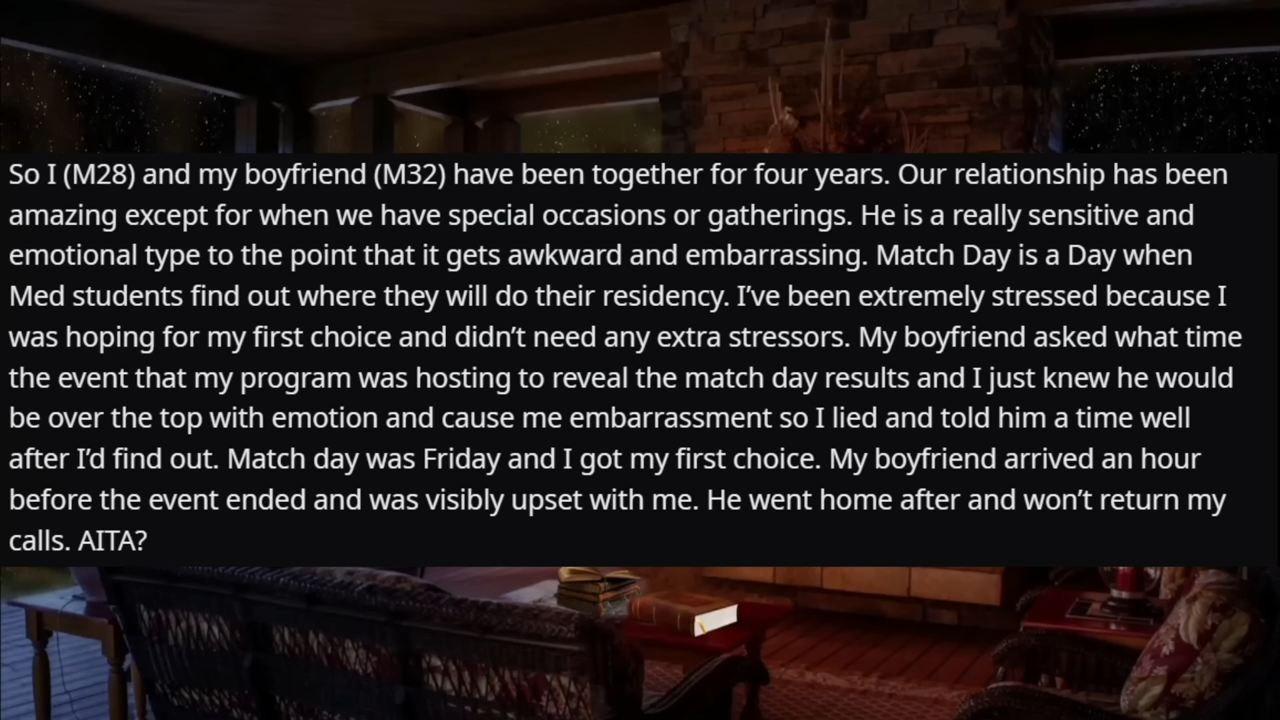 So I (M28) and my boyfriend (M32) have been together for four years. Our relationship has been
amazing except for when we have special occasions or gatherings. He is a really sensitive and
emotional type to the point that it gets awkward and embarrassing. Match Day is a Day when
Med students find out where they will do their residency. I’ve been extremely stressed because I
was hoping for my first choice and didn’t need any extra stressors. My boyfriend asked what time
the event that my program was hosting to reveal the match day results and I just knew he would
be over the top with emotion and cause me embarrassment so I lied and told him a time well
after I’d find out. Match day was Friday and I got my first choice. My boyfriend arrived an hour
before the event ended and was visibly upset with me. He went home after and won’t return my
calls. AITA?